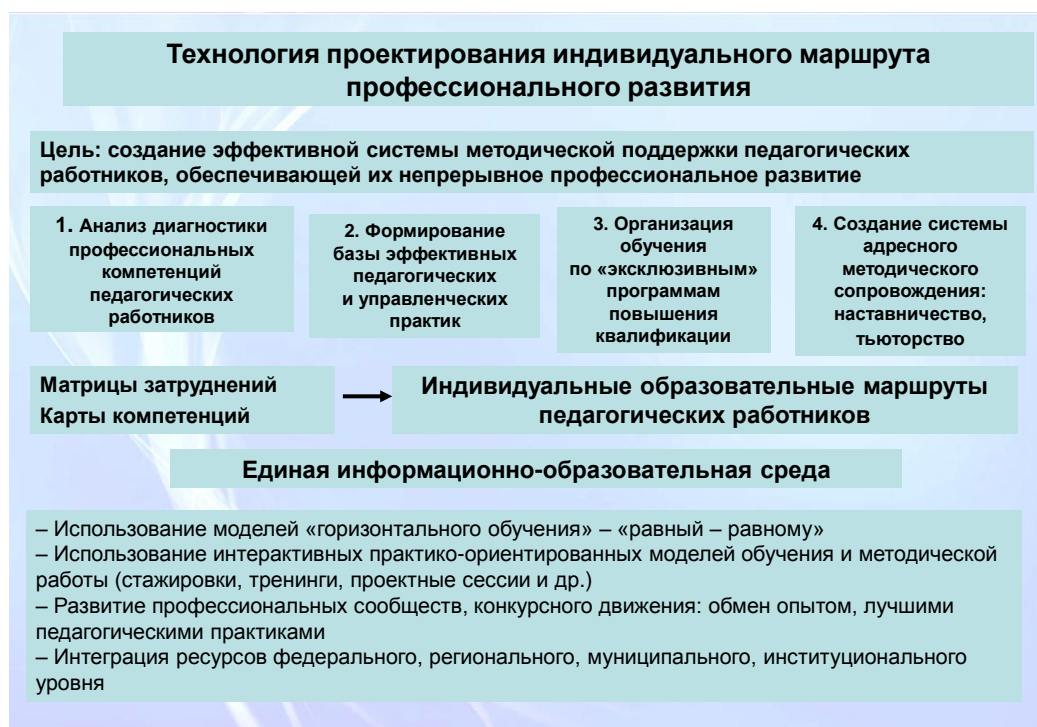 Технология проектирования индивидуального маршрута
профессионального развития
Цель: создание эффективной системы методической поддержки педагогических
работников, обеспечивающей их непрерывное профессиональное развитие
1. Анализ диагностики
профессиональных
компетенций
педагогических
работников
2. Формирование
базы эффективных
педагогических
и управленческих
практик
3. Организация
обучения
по «эксклюзивным»
программам
повышения
квалификации
4. Создание системы
адресного
методического
сопровождения:
наставничество,
тьюторство
Матрицы затруднений
Карты компетенций
Индивидуальные образовательные маршруты
педагогических работников
Единая информационно-образовательная среда
– Использование моделей «горизонтального обучения» – «равный – равному»
– Использование интерактивных практико-ориентированных моделей обучения и методической
работы (стажировки, тренинги, проектные сессии и др.)
– Развитие профессиональных сообществ, конкурсного движения: обмен опытом, лучшими
педагогическими практиками
– Интеграция ресурсов федерального, регионального, муниципального, институционального
уровня